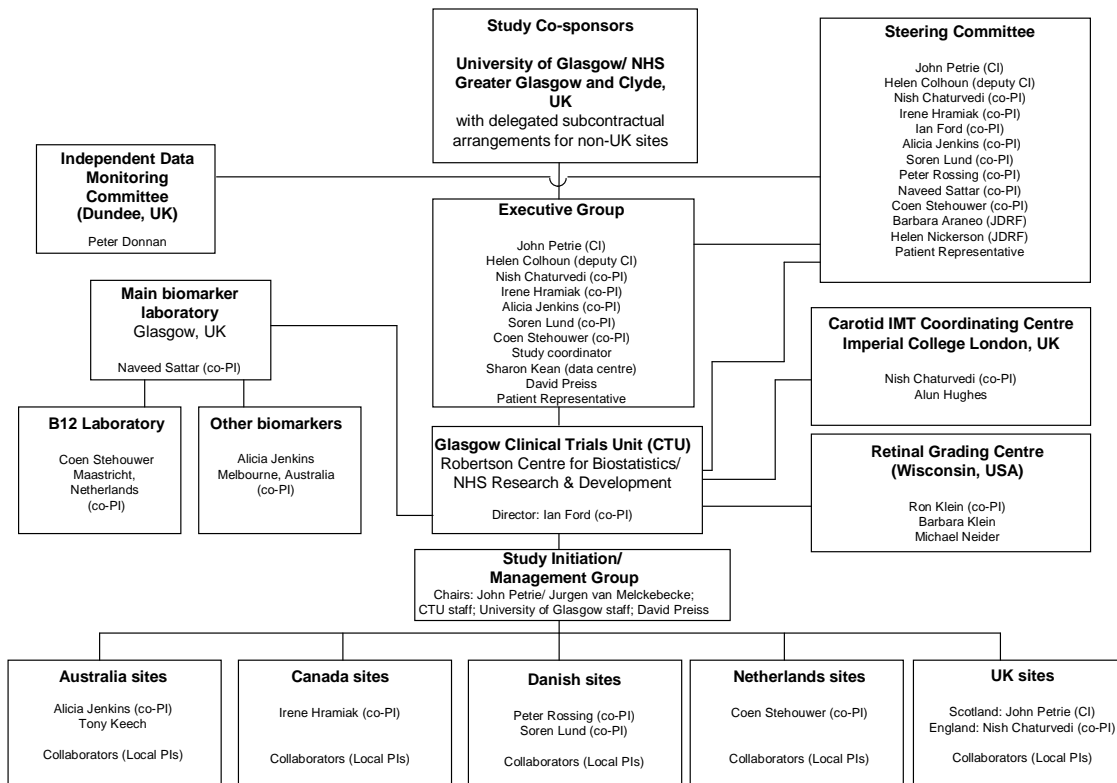 Study Co-sponsors
University of Glasgow/ NHS
Greater Glasgow and Clyde,
UK
with delegated subcontractual
arrangements for non-UK sites
Steering Committee
John Petrie (CI)
Helen Colhoun (deputy CI)
Nish Chaturvedi (co-PI)
Irene Hramiak (co-PI)
Ian Ford (co-PI)
Alicia Jenkins (co-PI)
Soren Lund (co-PI)
Peter Rossing (co-PI)
Naveed Sattar (co-PI)
Coen Stehouwer (co-PI)
Barbara Araneo (JDRF)
Helen Nickerson (JDRF)
Patient Representative
Independent Data
Monitoring
Committee
(Dundee, UK)
Peter Donnan
Executive Group
John Petrie (CI)
Helen Colhoun (deputy CI)
Nish Chaturvedi (co-PI)
Irene Hramiak (co-PI)
Alicia Jenkins (co-PI)
Soren Lund (co-PI)
Coen Stehouwer (co-PI)
Study coordinator
Sharon Kean (data centre)
David Preiss
Patient Representative
Main biomarker
laboratory
Glasgow, UK
Naveed Sattar (co-PI)
Carotid IMT Coordinating Centre
Imperial College London, UK
Nish Chaturvedi (co-PI)
Alun Hughes
B12 Laboratory
Coen Stehouwer
Maastricht,
Netherlands
(co-PI)
Other biomarkers
Alicia Jenkins
Melbourne, Australia
(co-PI)
Glasgow Clinical Trials Unit (CTU)
Robertson Centre for Biostatistics/
NHS Research & Development
Director: Ian Ford (co-PI)
Retinal Grading Centre
(Wisconsin, USA)
Ron Klein (co-PI)
Barbara Klein
Michael Neider
Study Initiation/
Management Group
Chairs: John Petrie/ Jurgen van Melckebecke;
CTU staff; University of Glasgow staff; David Preiss
Australia sites
Alicia Jenkins (co-PI)
Tony Keech
Collaborators (Local PIs)
Canada sites
Irene Hramiak (co-PI)
Collaborators (Local PIs)
Danish sites
Peter Rossing (co-PI)
Soren Lund (co-PI)
Collaborators (Local PIs)
Netherlands sites
Coen Stehouwer (co-PI)
Collaborators (Local PIs)
UK sites
Scotland: John Petrie (CI)
England: Nish Chaturvedi (co-PI)
Collaborators (Local PIs)